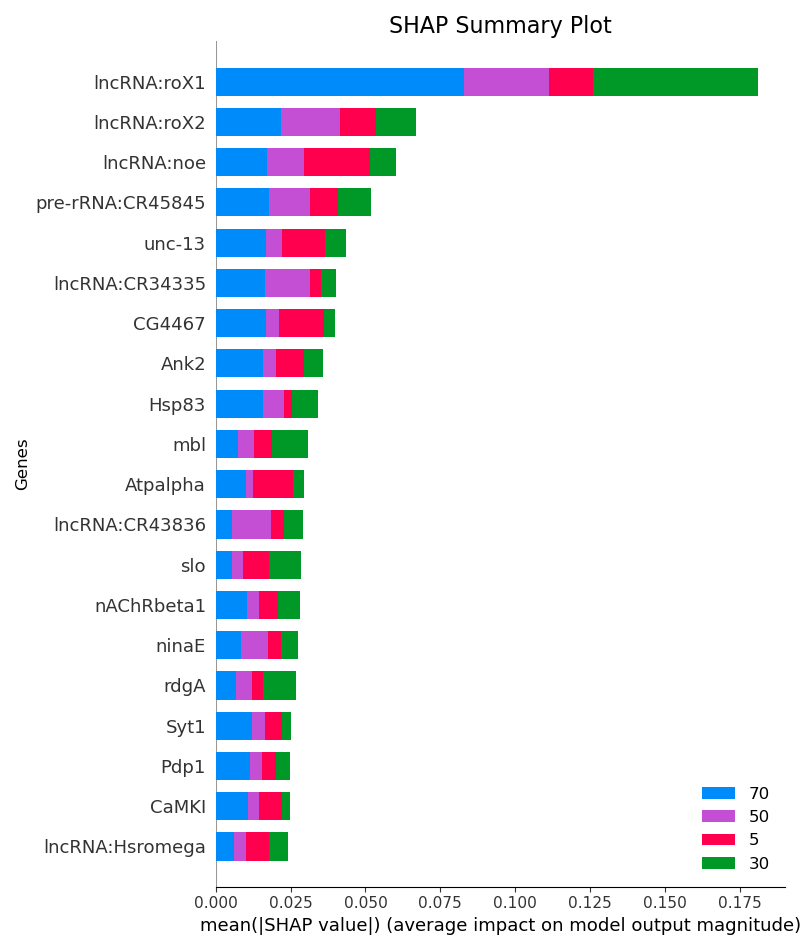 SHAP Summary Plot
Genes
lncRNA:roX1
lncRNA:roX2
lncRNA:noe
pre-rRNA:CR45845
unc-13
lncRNA:CR34335
CG4467
Ank2
Hsp83
mbl
Atpalpha
lncRNA:CR43836
slo
nAChRbeta1
ninaE
rdgA
Syt1
Pdp1
CaMKI
lncRNA:Hsromega
70
50
5
30
0.000 0.025 0.050 0.075 0.100 0.125 0.150 0.175
mean(|SHAP value|) (average impact on model output magnitude)